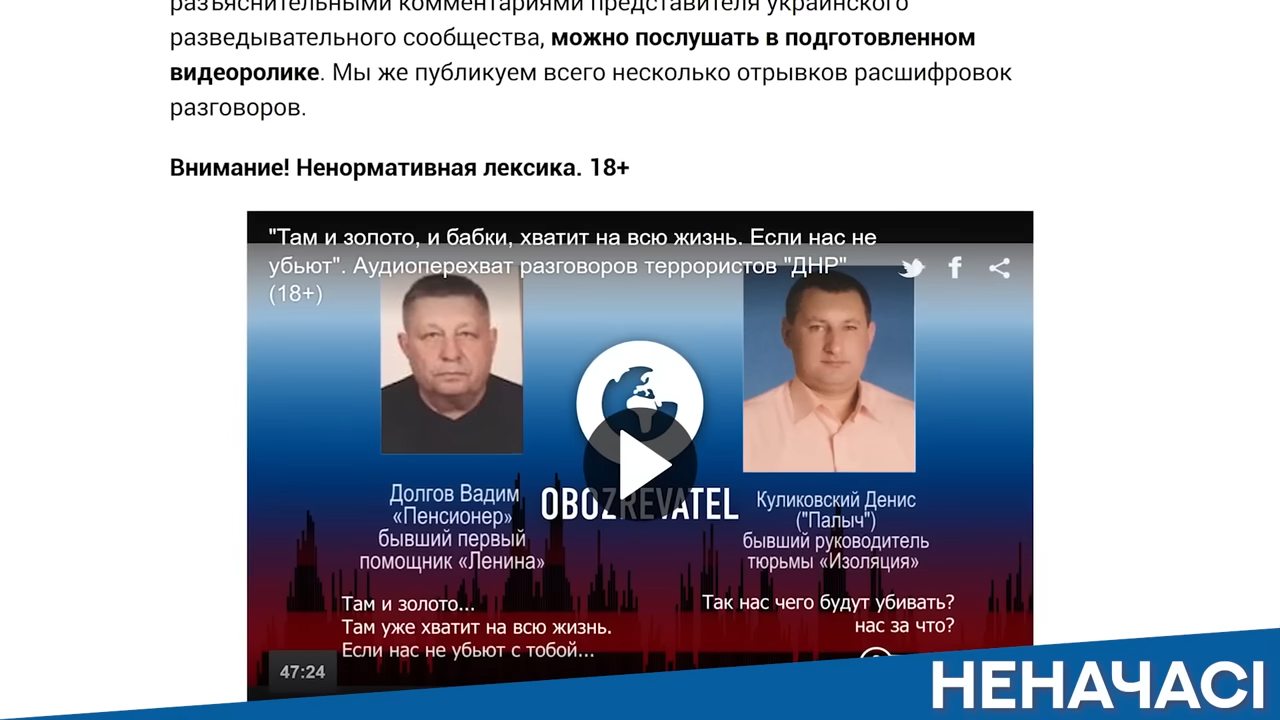 разъяснительными комментариями представителя украинского
разведывательного сообщества, можно послушать в подготовленном
видеоролике. Мы же публикуем всего несколько отрывков расшифровок
разговоров.
Внимание! Ненормативная лексика. 18+
"Там и золото, и бабки, хватит на всю жизнь. Если нас не
убьют". Аудиоперехват разговоров террористов "ДНР"
(18+)
OBOZREVATEL
Долгов Вадим
«Пенсионер»
бывший первый
помощник «Ленина»
Куликовский Денис
("Палыч")
бывший руководитель
тюрьмы «Изоляция»
Там и золото...
Там уже хватит на всю жизнь.
Если нас не убьют с тобой...
Так нас чего будут убивать?
нас за что?
47:24
НЕНАЧАСІ